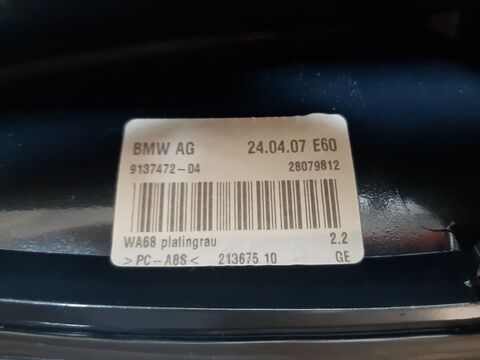 BMW AG 24.04.07 E60
9137472-04 28079812
WA68 platingrau 2.2
>PC-ABS< 213675 10 GE